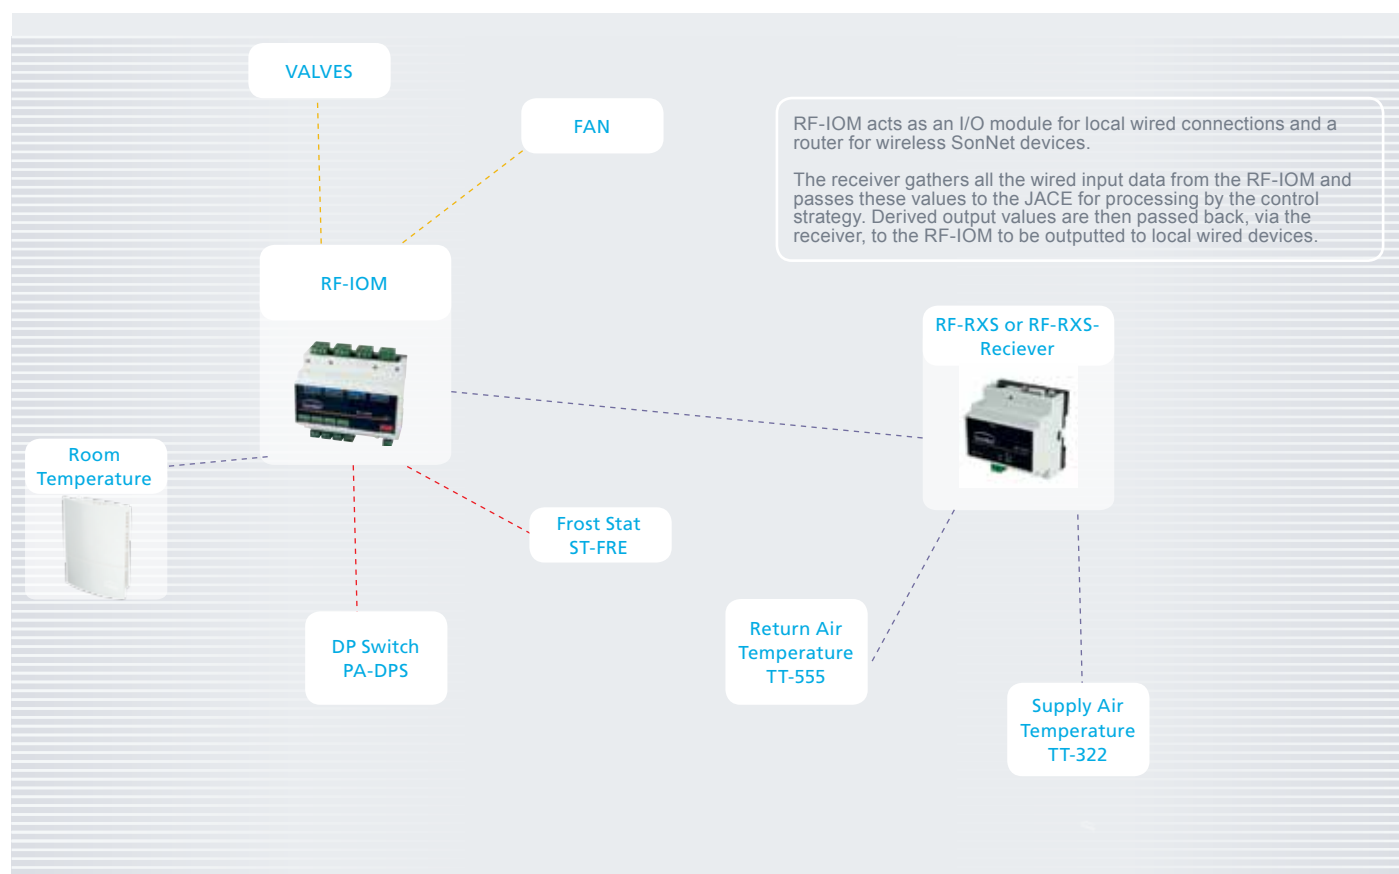 VALVES
FAN
RF-IOM acts as an I/O module for local wired connections and a
router for wireless SonNet devices.
The receiver gathers all the wired input data from the RF-IOM and
passes these values to the JACE for processing by the control
strategy. Derived output values are then passed back, via the
receiver, to the RF-IOM to be outputted to local wired devices.
RF-IOM
RF-RXS or RF-RXS-
Reciever
Room
Temperature
Frost Stat
ST-FRE
DP Switch
PA-DPS
Return Air
Temperature
TT-555
Supply Air
Temperature
TT-322